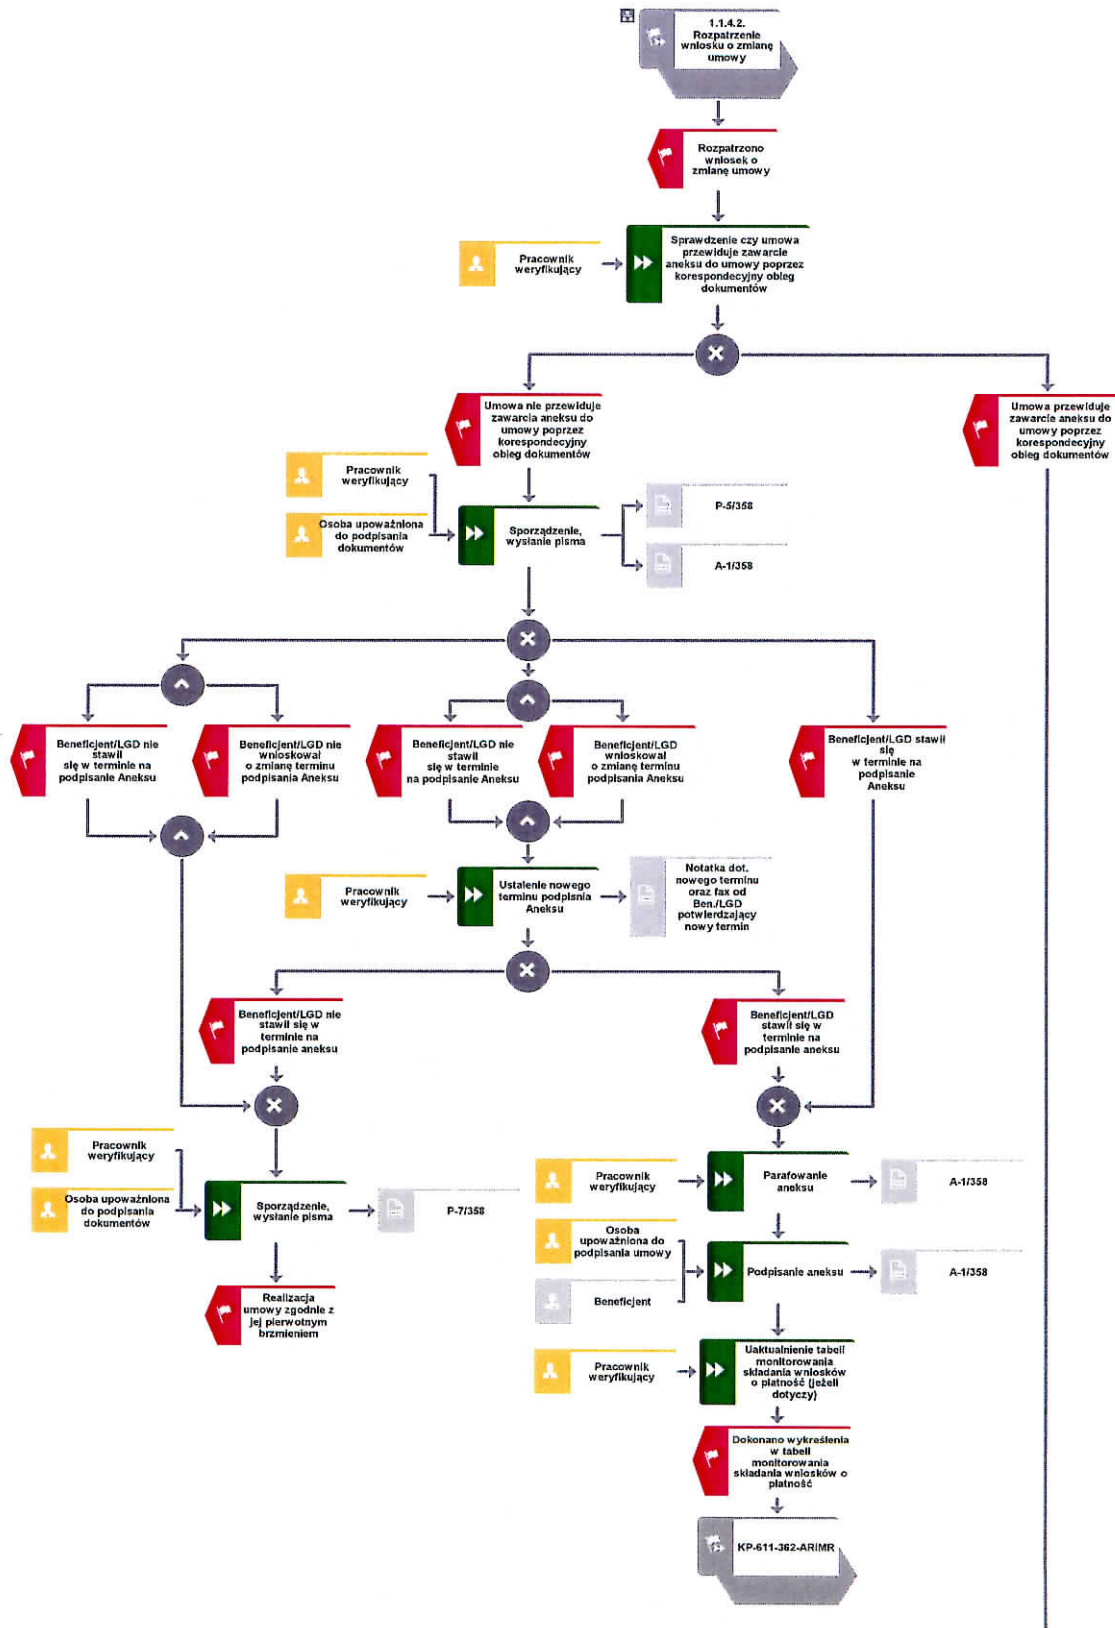 1.1.4.2.
Rozpatrzenie
wniosku o zmianę
umowy
Rozpatrzono
wniosek o
zmianę umowy
Pracownik
weryfikujący
Sprawdzenie czy umowa
przewiduje zawarcie
aneksu do umowy poprzez
korespondecyjny obieg
dokumentów
Umowa nie przewiduje
zawarcia aneksu do
umowy poprzez
korespondecyjny
obieg dokumentów
Umowa przewiduje
zawarcie aneksu do
umowy poprzez
korespondecyjny
obieg dokumentów
Pracownik
weryfikujący
Osoba upoważniona
do podpisania
dokumentów
Sporządzenie,
wysłanie pisma
P-5/358
A-1/358
Beneficjent/LGD nie
stawił
się w terminie na
podpisanie Aneksu
Beneficjent/LGD nie
wnioskował
o zmianę terminu
podpisania Aneksu
Beneficjent/LGD nie
stawił
się w terminie
na podpisanie Aneksu
Beneficjent/LGD
wnioskował
o zmianę terminu
podpisania Aneksu
Beneficjent/LGD stawił
się
w terminie na
podpisanie
Aneksu
Pracownik
weryfikujący
Ustalenie nowego
terminu podpisnia
Aneksu
Notatka dot.
nowego terminu
oraz fax od
Ben./LGD
potwierdzający
nowy termin
Beneficjent/LGD nie
stawił się w
terminie na
podpisanie aneksu
Beneficjent/LGD
stawił się w
terminie na
podpisanie aneksu
Pracownik
weryfikujący
Osoba upoważniona
do podpisania
dokumentów
Sporządzenie,
wysłanie pisma
P-7/358
Realizacja
umowy zgodnie z
jej pierwotnym
brzmieniem
Pracownik
weryfikujący
Parafowanie
aneksu
A-1/358
Osoba
upoważniona do
podpisania umowy
Beneficjent
Podpisanie aneksu
A-1/358
Pracownik
weryfikujący
Uaktualnienie tabeli
monitorowania
składania wniosków
o płatność (jeżeli
dotyczy)
Dokonano wykreślenia
w tabeli
monitorowania
składania wniosków o
płatność
KP-611-362-ARiMR